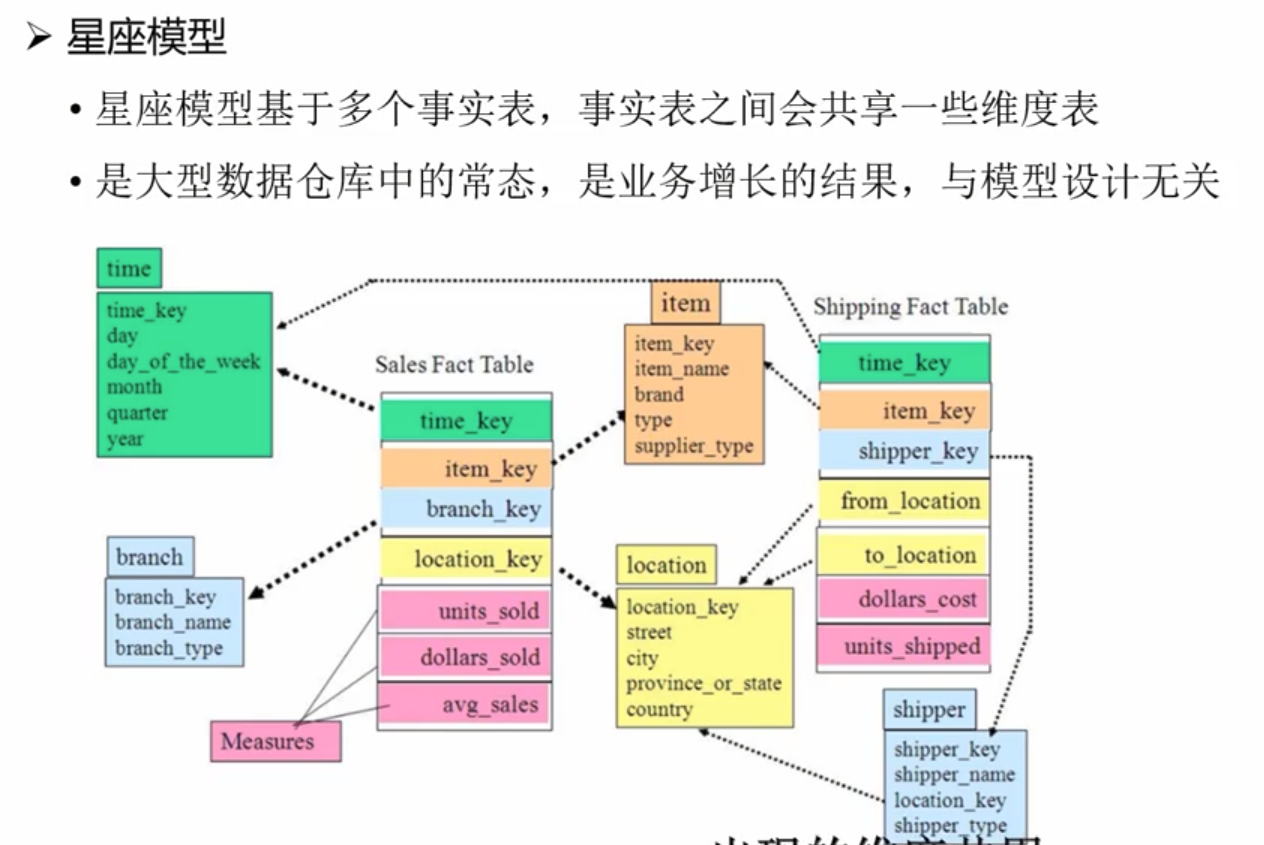 ➤ 星座模型
• 星座模型基于多个事实表，事实表之间会共享一些维度表
• 是大型数据仓库中的常态，是业务增长的结果，与模型设计无关
time
time_key
day
day_of_the_week
month
quarter
year
branch
branch_key
branch_name
branch_type
Sales Fact Table
time_key
item_key
branch_key
location_key
units_sold
dollars_sold
avg_sales
Measures
item
item_key
item_name
brand
type
supplier_type
location
location_key
street
city
province_or_state
country
Shipping Fact Table
time_key
item_key
shipper_key
from_location
to_location
dollars_cost
units_shipped
shipper
shipper_key
shipper_name
location_key
shipper_type